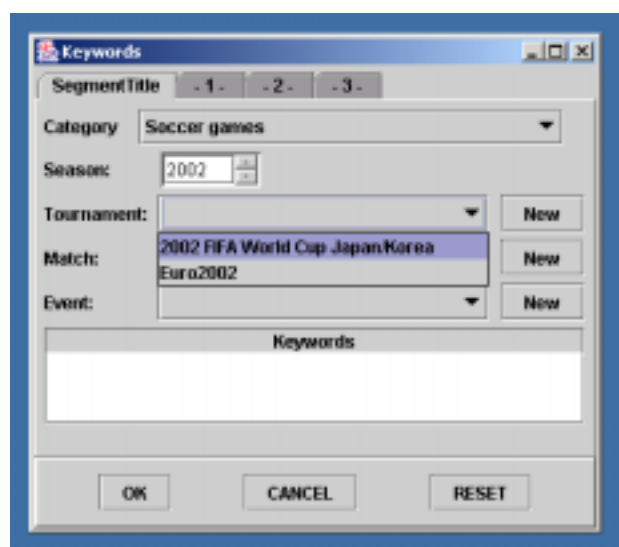 Keywords
SegmentTitle - 1 - - 2 - - 3 -
Category Soccer games
Season: 2002
Tournament: New
2002 FIFA World Cup Japan/Korea
Match: New
Euro2002
Event: New
Keywords
OK CANCEL RESET